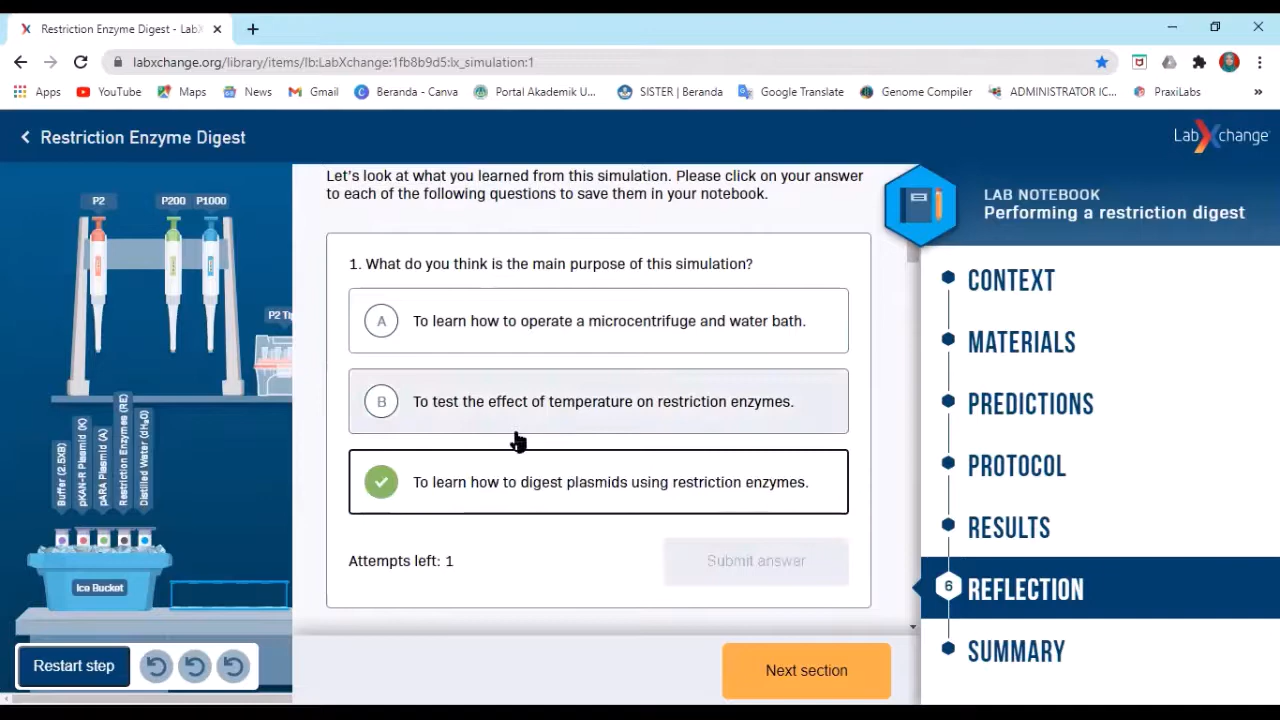 Restriction Enzyme Digest - LabX
labxchange.org/library/items/lb:LabXchange:1fb8b9d5:lx_simulation:1
Apps YouTube Maps News Gmail Beranda - Canva Portal Akademik U... SISTER | Beranda Google Translate Genome Compiler ADMINISTRATOR IC... PraxiLabs »
Restriction Enzyme Digest
LabXchange
P2 P200 P1000
Buffer (2.5XB)
pKAN-R Plasmid (K)
pARA Plasmid (A)
Restriction Enzymes (RE)
Distilled Water (dH₂O)
Ice Bucket
Restart step
Let's look at what you learned from this simulation. Please click on your answer
to each of the following questions to save them in your notebook.
1. What do you think is the main purpose of this simulation?
A To learn how to operate a microcentrifuge and water bath.
B To test the effect of temperature on restriction enzymes.
To learn how to digest plasmids using restriction enzymes.
Attempts left: 1
Submit answer
Next section
LAB NOTEBOOK
Performing a restriction digest
CONTEXT
MATERIALS
PREDICTIONS
PROTOCOL
RESULTS
6 REFLECTION
SUMMARY